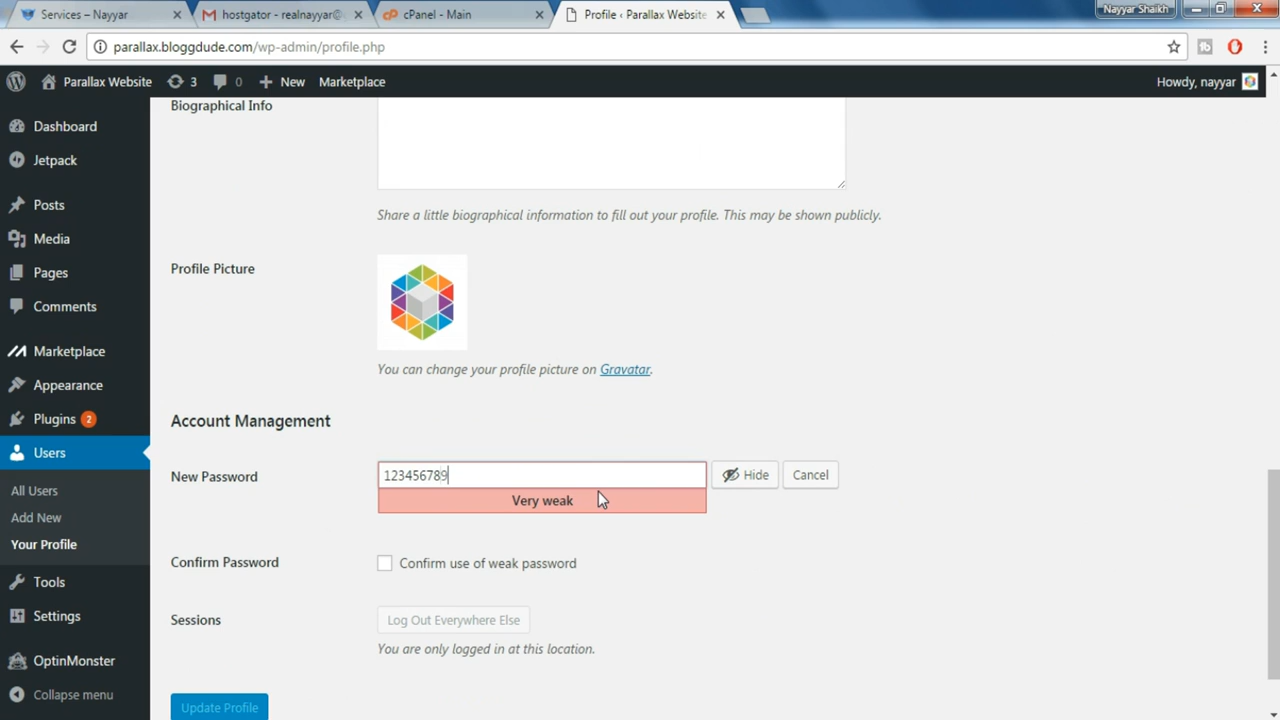 Services – Nayyar
hostgator - realnayyar@
cPanel - Main
Profile ‹ Parallax Website
Nayyar Shaikh
parallax.bloggdude.com/wp-admin/profile.php
Parallax Website
3
0
New
Marketplace
Howdy, nayyar
Dashboard
Jetpack
Posts
Media
Pages
Comments
Marketplace
Appearance
Plugins 2
Users
All Users
Add New
Your Profile
Tools
Settings
OptinMonster
Collapse menu
Biographical Info
Share a little biographical information to fill out your profile. This may be shown publicly.
Profile Picture
You can change your profile picture on Gravatar.
Account Management
New Password
123456789
Hide
Cancel
Very weak
Confirm Password
Confirm use of weak password
Sessions
Log Out Everywhere Else
You are only logged in at this location.
Update Profile